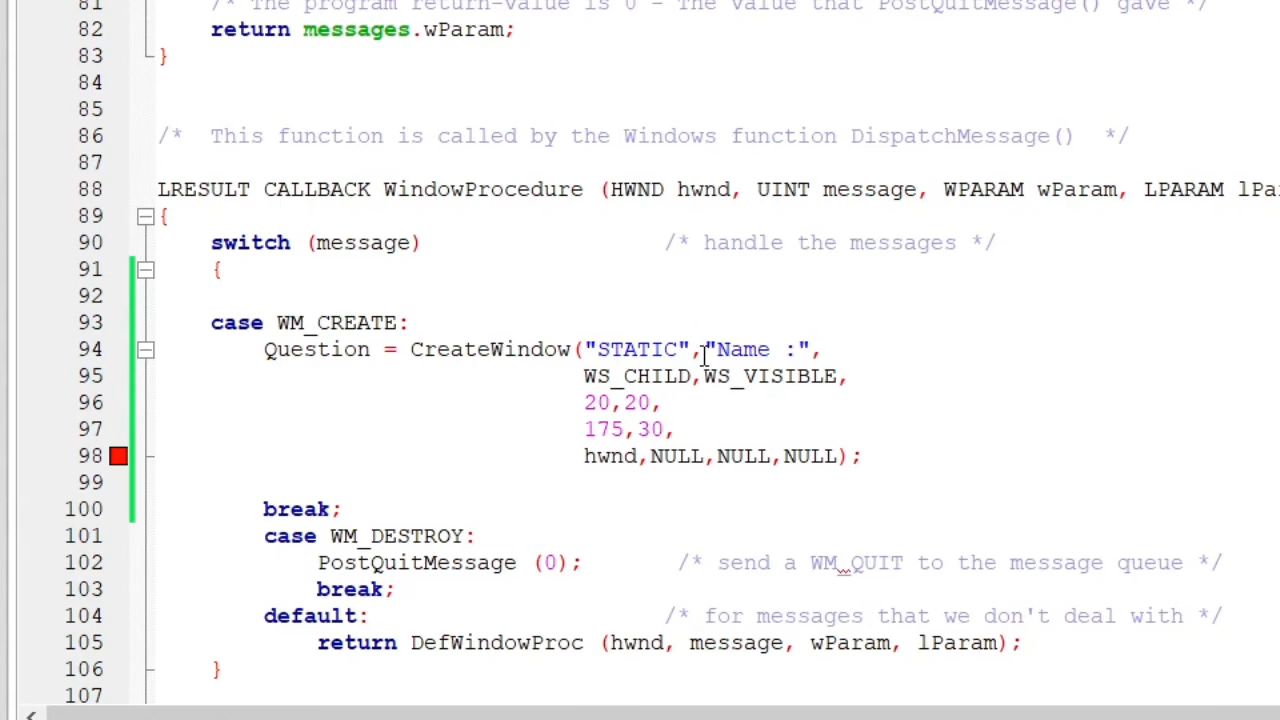 81 /* The program return-value is 0 - The value that PostQuitMessage() gave */
82 return messages.wParam;
83 }
84
85
86 /* This function is called by the Windows function DispatchMessage() */
87
88 LRESULT CALLBACK WindowProcedure (HWND hwnd, UINT message, WPARAM wParam, LPARAM lPa
89 {
90 switch (message) /* handle the messages */
91 {
92
93 case WM_CREATE:
94 Question = CreateWindow("STATIC","Name :",
95 WS_CHILD,WS_VISIBLE,
96 20,20,
97 175,30,
98 hwnd,NULL,NULL,NULL);
99
100 break;
101 case WM_DESTROY:
102 PostQuitMessage (0); /* send a WM_QUIT to the message queue */
103 break;
104 default: /* for messages that we don't deal with */
105 return DefWindowProc (hwnd, message, wParam, lParam);
106 }
107